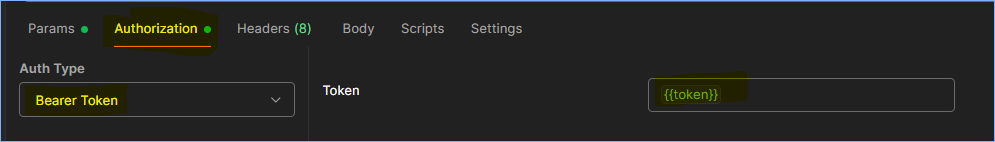 Params Authorization Headers (8) Body Scripts Settings
Auth Type
Bearer Token
Token {{token}}